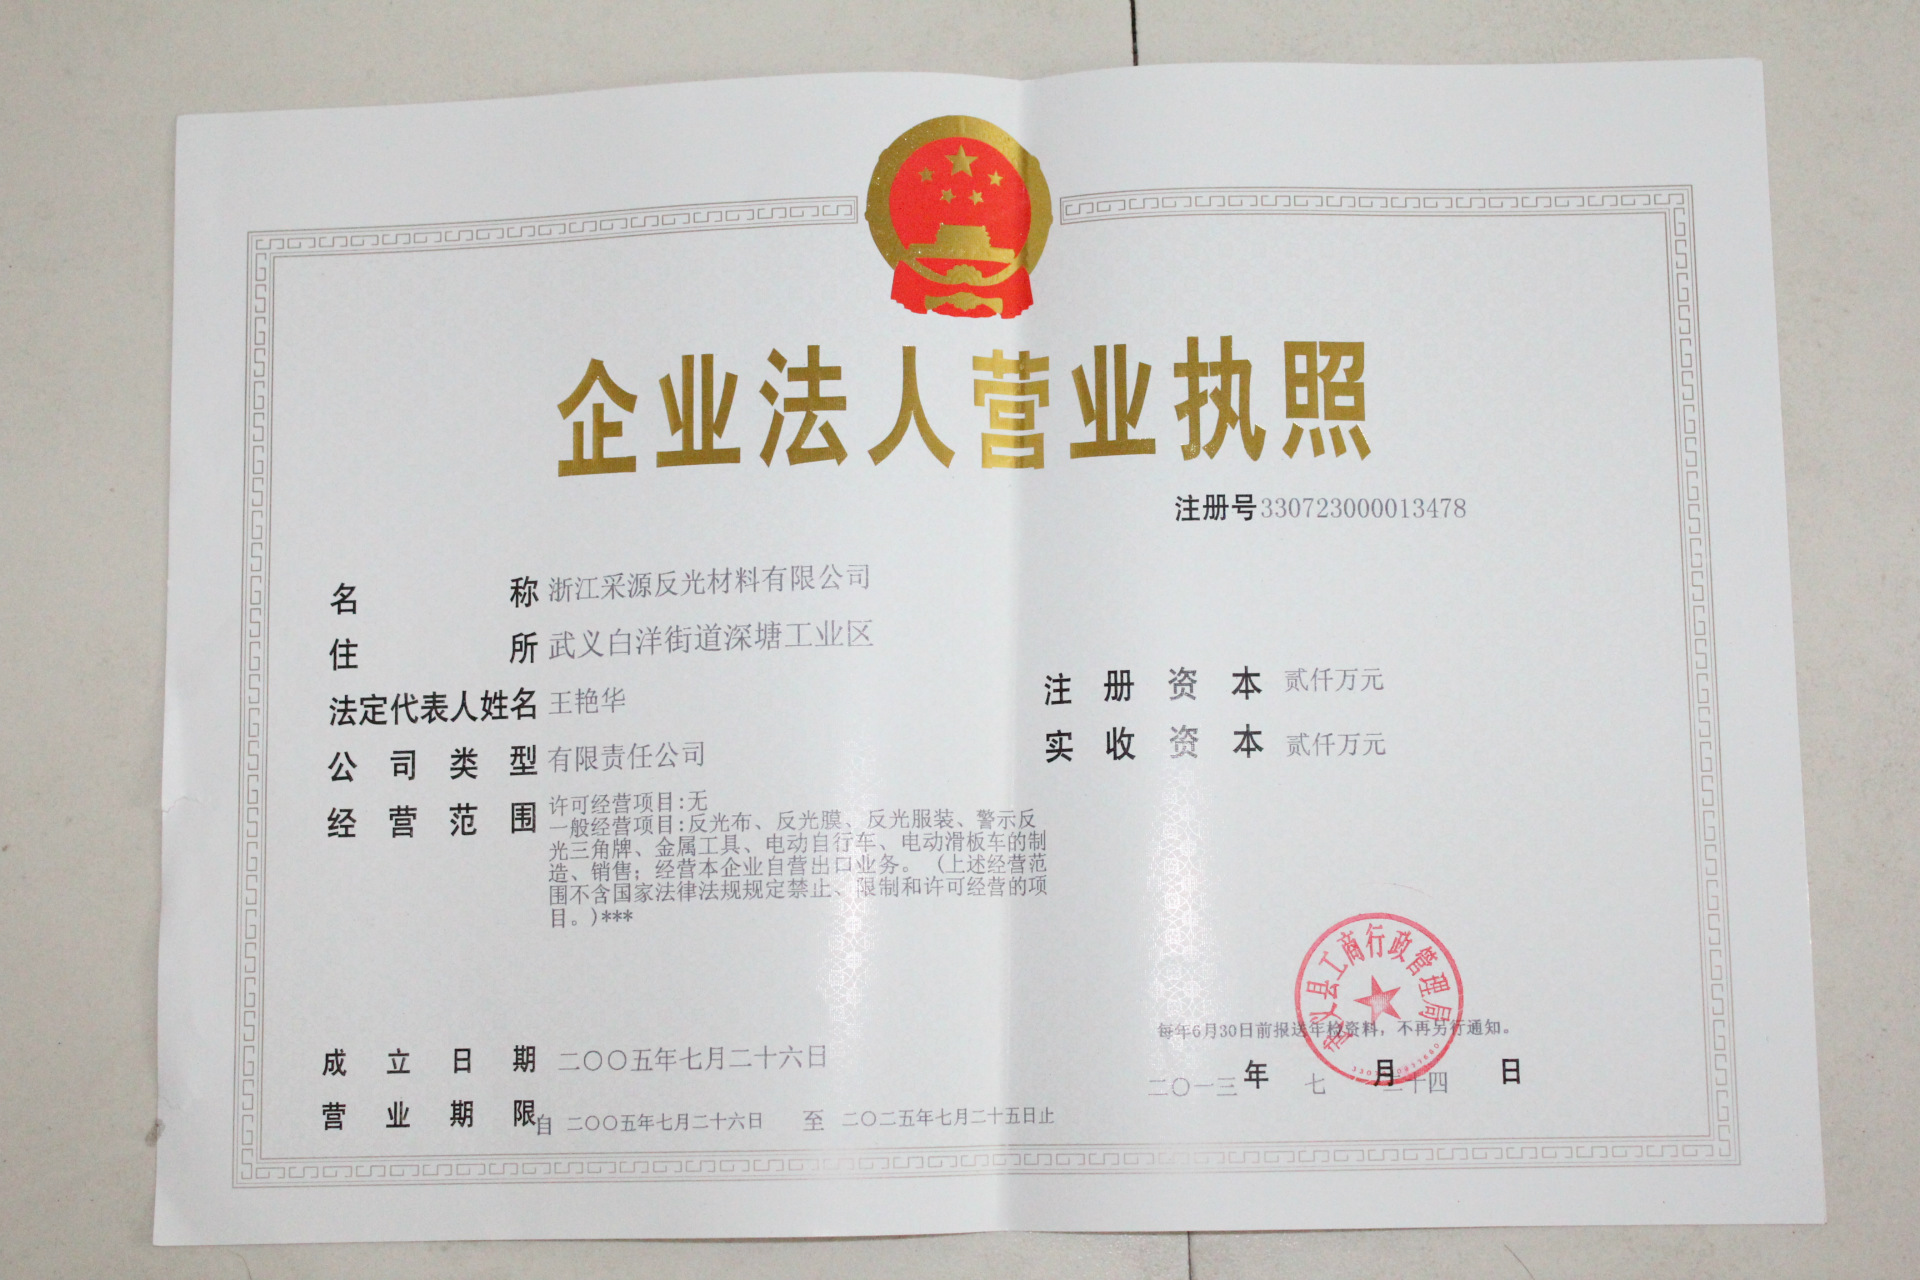 企业法人营业执照
注册号330723000013478
名称 浙江采源反光材料有限公司
住所 武义白洋街道深塘工业区
法定代表人姓名 王艳华
公司类型 有限责任公司
注册资本 贰仟万元
实收资本 贰仟万元
经营范围 许可经营项目:无
一般经营项目:反光布、反光膜、反光服装、警示反
光三角牌、金属工具、电动自行车、电动滑板车的制
造、销售；经营本企业自营出口业务。（上述经营范
围不含国家法律法规规定禁止、限制和许可经营的项
目。)***
成立日期 二〇〇五年七月二十六日
营业期限 自 二〇〇五年七月二十六日 至 二〇二五年七月二十五日止
武义县工商行政管理局
每年6月30日前报送年检资料，不再另行通知。
二〇一三年 七月 二十四日